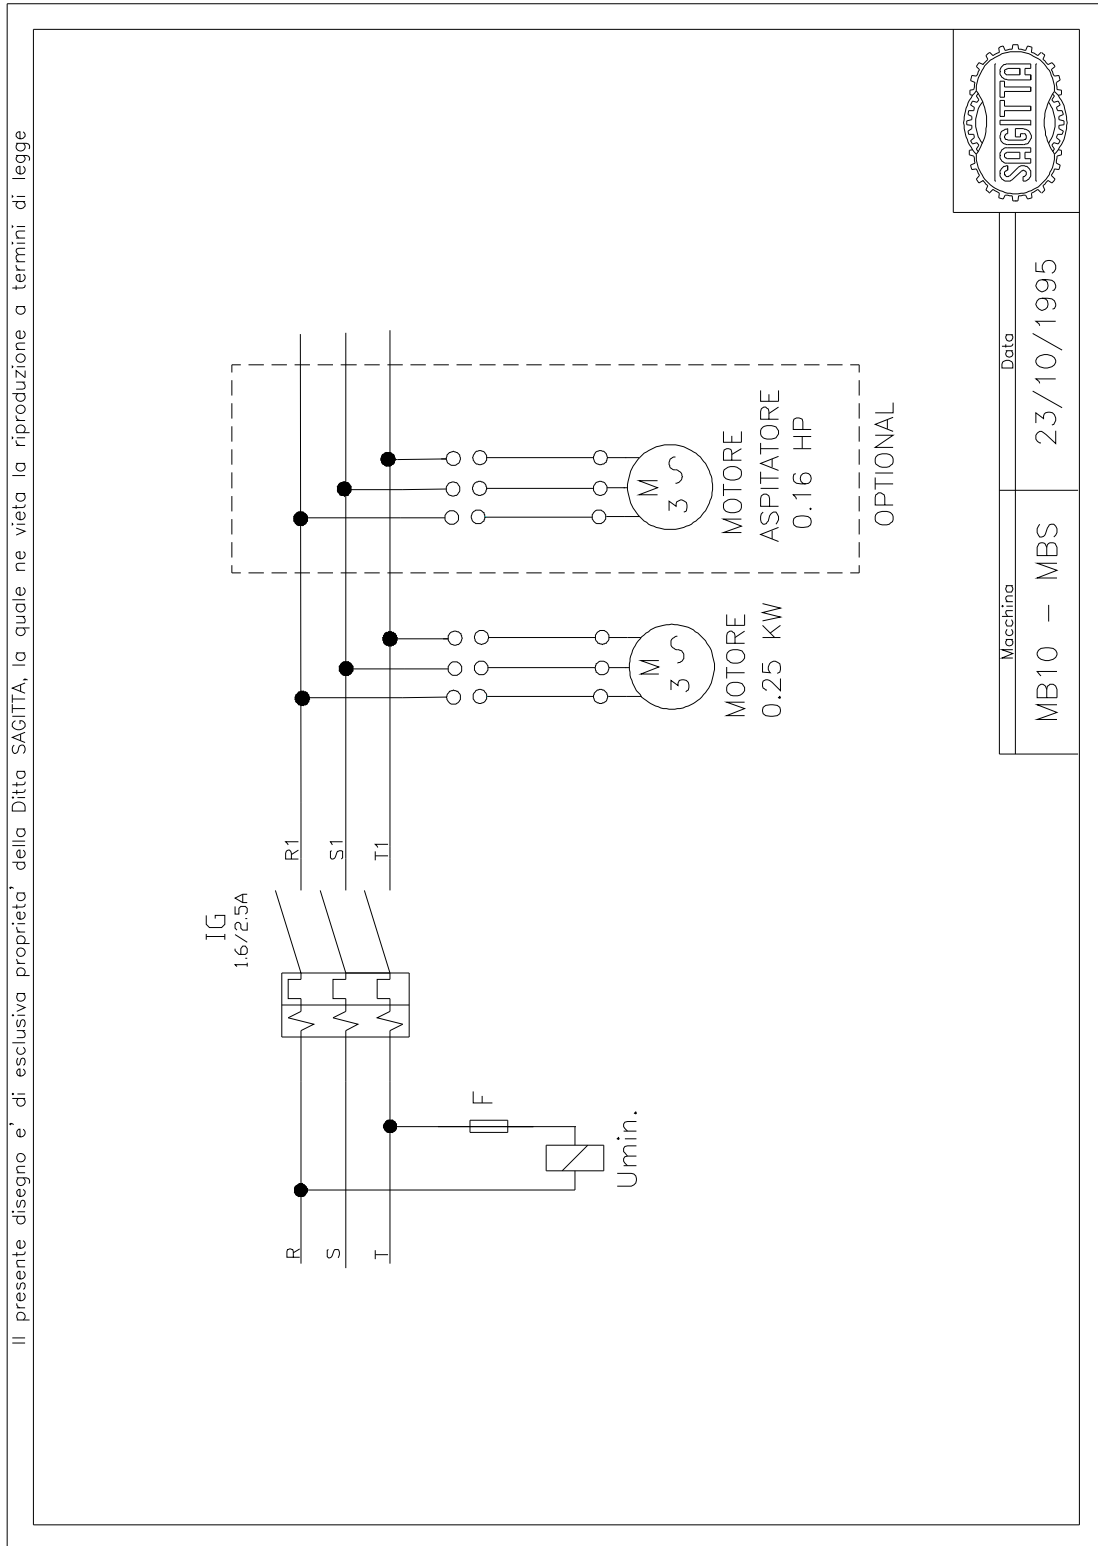 Il presente disegno e' di esclusiva proprieta' della Ditta SAGITTA, la quale ne vieta la riproduzione a termini di legge
IG
1.6/2.5A
R
S
T
R1
S1
T1
F
Umin.
M
3
MOTORE
0.25 KW
M
3
MOTORE
ASPITATORE
0.16 HP
OPTIONAL
Macchina
MB10 - MBS
Data
23/10/1995
SAGITTA